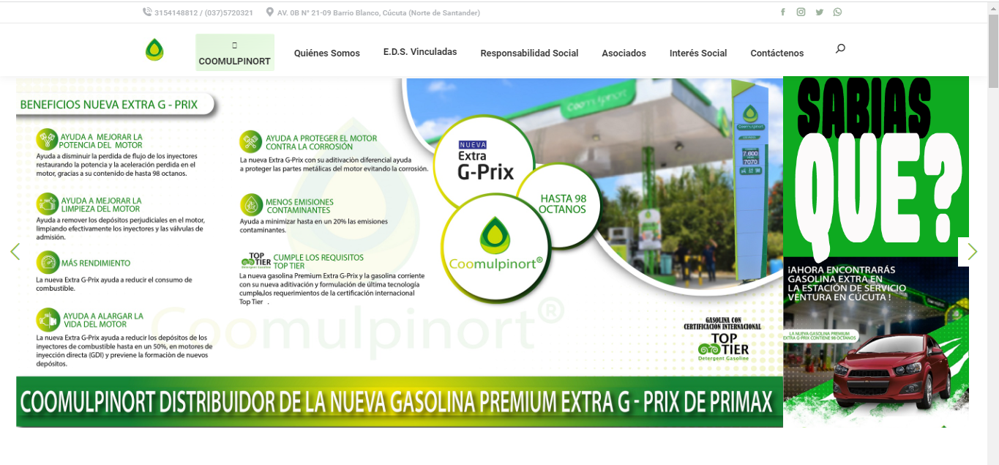 3154148812 / (037)5720321
AV. 0B N° 21-09 Barrio Blanco, Cúcuta (Norte de Santander)
COOMULPINORT
Quiénes Somos
E.D.S. Vinculadas
Responsabilidad Social
Asociados
Interés Social
Contáctenos
BENEFICIOS NUEVA EXTRA G - PRIX
AYUDA A MEJORAR LA
POTENCIA DEL MOTOR
Ayuda a disminuir la perdida de flujo de los inyectores
restaurando la potencia y la aceleración perdida en el
motor, gracias a su contenido de hasta 98 octanos.
AYUDA A MEJORAR LA
LIMPIEZA DEL MOTOR
Ayuda a remover los depósitos perjudiciales en el motor,
limpiando efectivamente los inyectores y las válvulas de
admisión.
MÁS RENDIMIENTO
La nueva Extra G-Prix ayuda a reducir el consumo de
combustible.
AYUDA A ALARGAR LA
VIDA DEL MOTOR
La nueva Extra G-Prix ayuda a reducir los depósitos de los
inyectores de combustible hasta en un 50%, en motores de
inyección directa (GDI) y previene la formación de nuevos
depósitos.
AYUDA A PROTEGER EL MOTOR
CONTRA LA CORROSIÓN
La nueva Extra G-Prix con su aditivaciòn diferencial ayuda
a proteger las partes metálicas del motor evitando la corrosión.
MENOS EMISIONES
CONTAMINANTES
Ayuda a minimizar hasta en un 20% las emisiones
contaminantes.
TOP
TIER
Detergent Gasoline
CUMPLE LOS REQUISITOS
TOP TIER
La nueva gasolina Premium Extra G-Prix y la gasolina corriente
con su nueva aditivación y formulación de última tecnología
cumple,los requerimientos de la certificación internacional
Top Tier .
NUEVA
Extra
G-Prix
HASTA 98
OCTANOS
Coomulpinort®
Coomulpinort
Coomulpinort
7.600
7070
Coomulpinort®
GASOLINA CON
CERTIFICACIÓN INTERNACIONAL
TOP
TIER
Detergent Gasoline
COOMULPINORT DISTRIBUIDOR DE LA NUEVA GASOLINA PREMIUM EXTRA G - PRIX DE PRIMAX
SABIAS
QUE?
¡AHORA ENCONTRARÁS
GASOLINA EXTRA EN
LA ESTACIÓN DE SERVICIO
VENTURA EN CÚCUTA !
LA NUEVA GASOLINA PREMIUM
EXTRA G-PRIX CONTIENE 98 OCTANOS